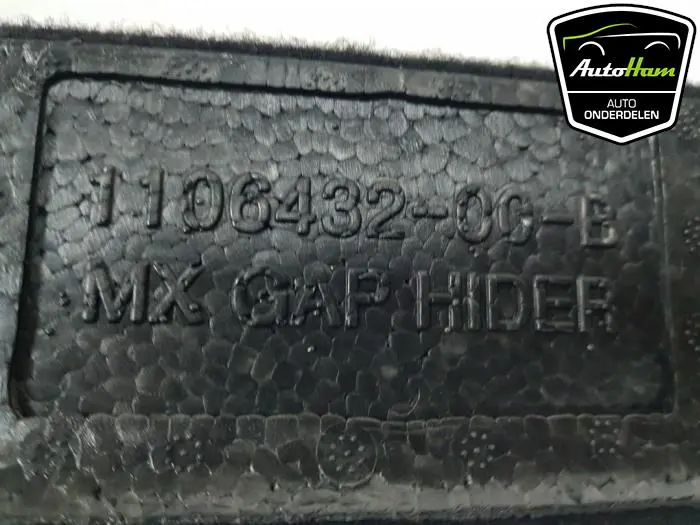 AutoHam
AUTO
ONDERDELEN
1106432-00-B
MX GAP HIDER